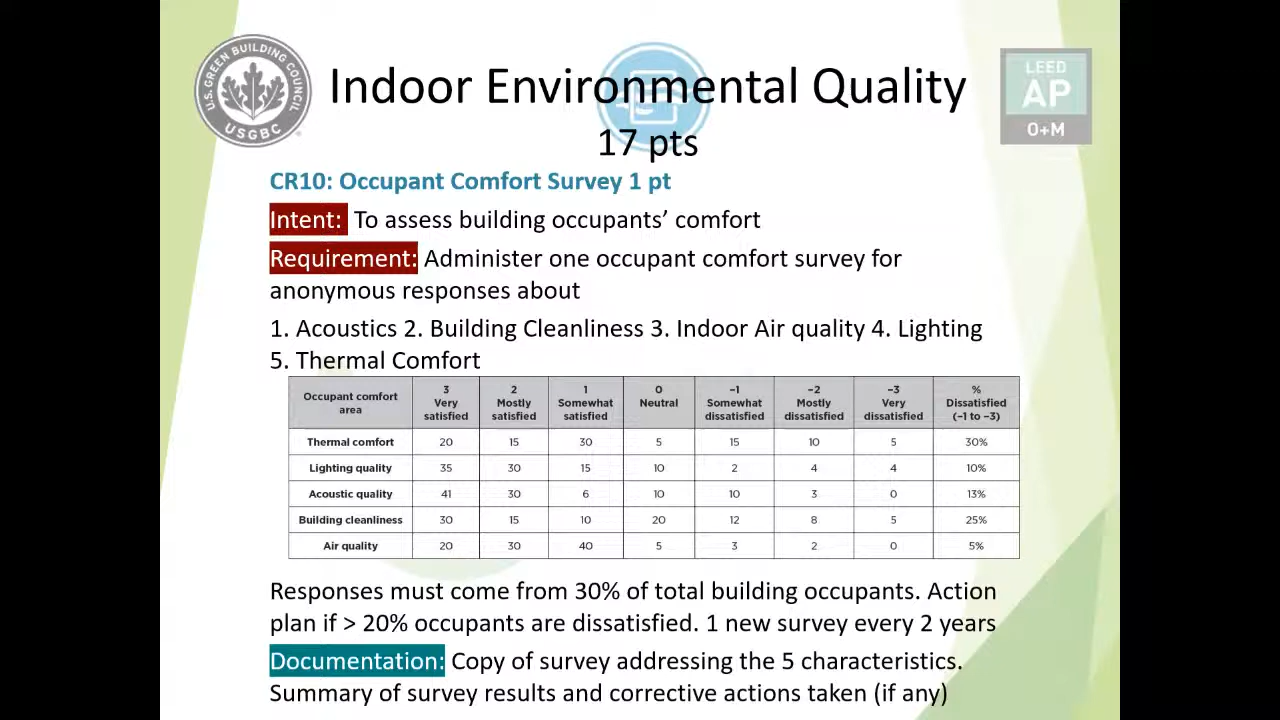 U.S. GREEN BUILDING COUNCIL
USGBC
Indoor Environmental Quality
17 pts
LEED
AP
O+M
CR10: Occupant Comfort Survey 1 pt
Intent: To assess building occupants’ comfort
Requirement: Administer one occupant comfort survey for
anonymous responses about
1. Acoustics 2. Building Cleanliness 3. Indoor Air quality 4. Lighting
5. Thermal Comfort
Occupant comfort area 3 Very satisfied 2 Mostly satisfied 1 Somewhat satisfied 0 Neutral –1 Somewhat dissatisfied –2 Mostly dissatisfied –3 Very dissatisfied % Dissatisfied (–1 to –3)
Thermal comfort 20 15 30 5 15 10 5 30%
Lighting quality 35 30 15 10 2 4 4 10%
Acoustic quality 41 30 6 10 10 3 0 13%
Building cleanliness 30 15 10 20 12 8 5 25%
Air quality 20 30 40 5 3 2 0 5%
Responses must come from 30% of total building occupants. Action
plan if > 20% occupants are dissatisfied. 1 new survey every 2 years
Documentation: Copy of survey addressing the 5 characteristics.
Summary of survey results and corrective actions taken (if any)